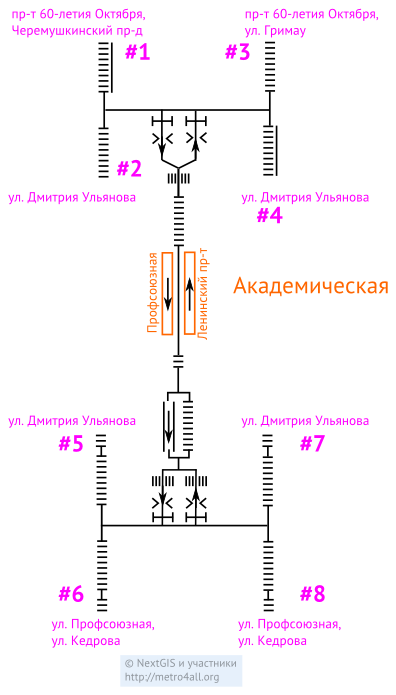 пр-т 60-летия Октября,
Черемушкинский пр-д
#1
пр-т 60-летия Октября,
ул. Гримау
#3
#2
ул. Дмитрия Ульянова
ул. Дмитрия Ульянова
#4
Профсоюзная
Ленинский пр-т
Академическая
ул. Дмитрия Ульянова
#5
ул. Дмитрия Ульянова
#7
#6
ул. Профсоюзная,
ул. Кедрова
#8
ул. Профсоюзная,
ул. Кедрова
© NextGIS и участники
http://metro4all.org